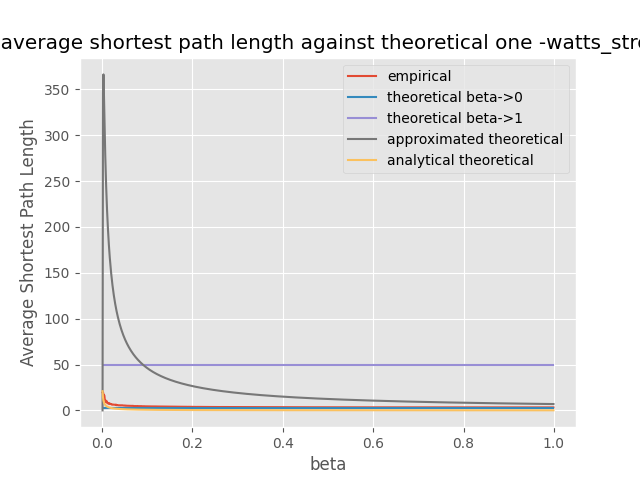 average shortest path length against theoretical one -watts_str
empirical
theoretical beta->0
theoretical beta->1
approximated theoretical
analytical theoretical
Average Shortest Path Length
350
300
250
200
150
100
50
0
0.0 0.2 0.4 0.6 0.8 1.0
beta